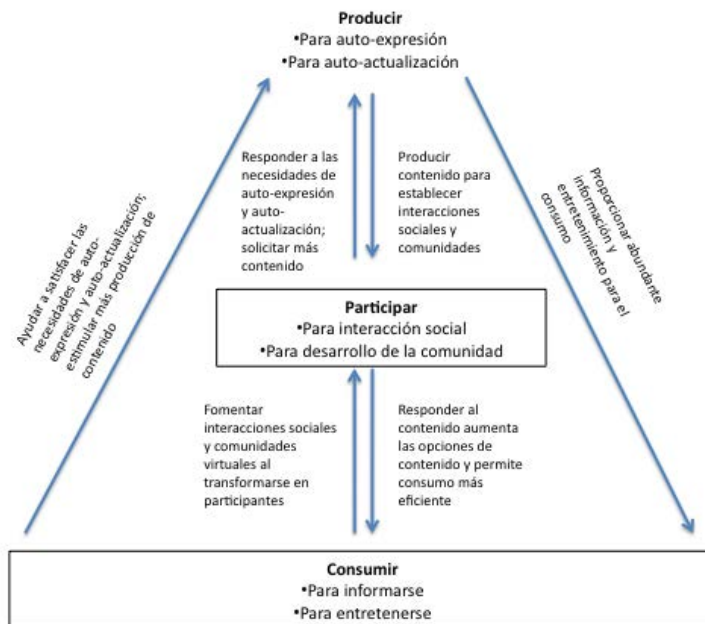 Producir
•Para auto-expresión
•Para auto-actualización
Ayudar a satisfacer las
necesidades de auto-
expresión y auto-actualización;
estimular más producción de
contenido
Responder a las
necesidades de
auto-expresión
y auto-
actualización;
solicitar más
contenido
Producir
contenido para
establecer
interacciones
sociales y
comunidades
Proporcionar abundante
información y
entretenimiento para el
consumo
Participar
•Para interacción social
•Para desarrollo de la comunidad
Fomentar
interacciones sociales
y comunidades
virtuales al
transformarse en
participantes
Responder al
contenido aumenta
las opciones de
contenido y permite
consumo más
eficiente
Consumir
•Para informarse
•Para entretenerse